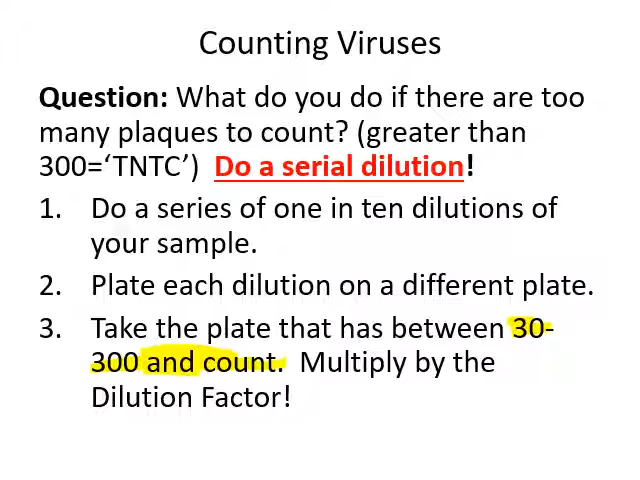 Counting Viruses
Question: What do you do if there are too
many plaques to count? (greater than
300=‘TNTC’) Do a serial dilution!
1. Do a series of one in ten dilutions of
your sample.
2. Plate each dilution on a different plate.
3. Take the plate that has between 30-
300 and count. Multiply by the
Dilution Factor!